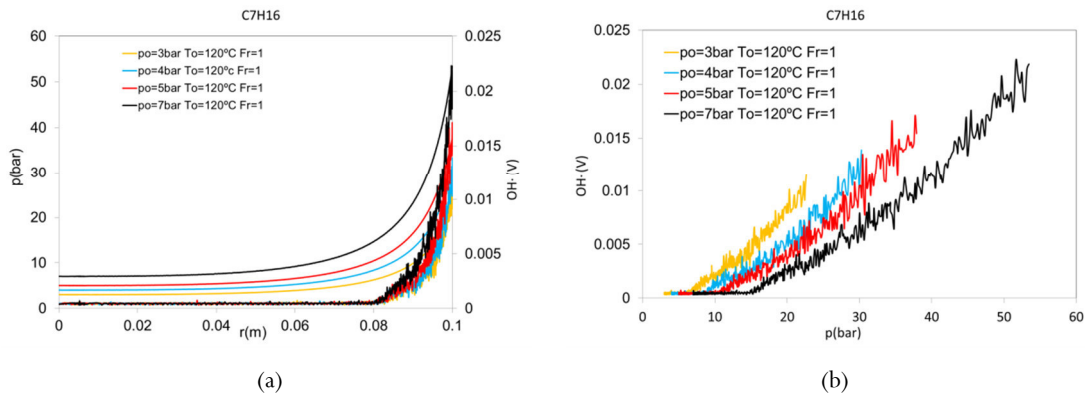 C7H16
po=3bar To=120ºC Fr=1
po=4bar To=120ºc Fr=1
po=5bar To=120ºC Fr=1
po=7bar To=120ºC Fr=1
60
50
40
30
20
10
0
p(bar)
0.025
0.02
0.015
0.01
0.005
0
OH· (V)
0
0.02
0.04
0.06
0.08
0.1
r(m)
(a)
C7H16
po=3bar To=120ºC Fr=1
po=4bar To=120ºC Fr=1
po=5bar To=120ºC Fr=1
po=7bar To=120ºC Fr=1
0.025
0.02
0.015
0.01
0.005
0
OH· (V)
0
10
20
30
40
50
60
p(bar)
(b)